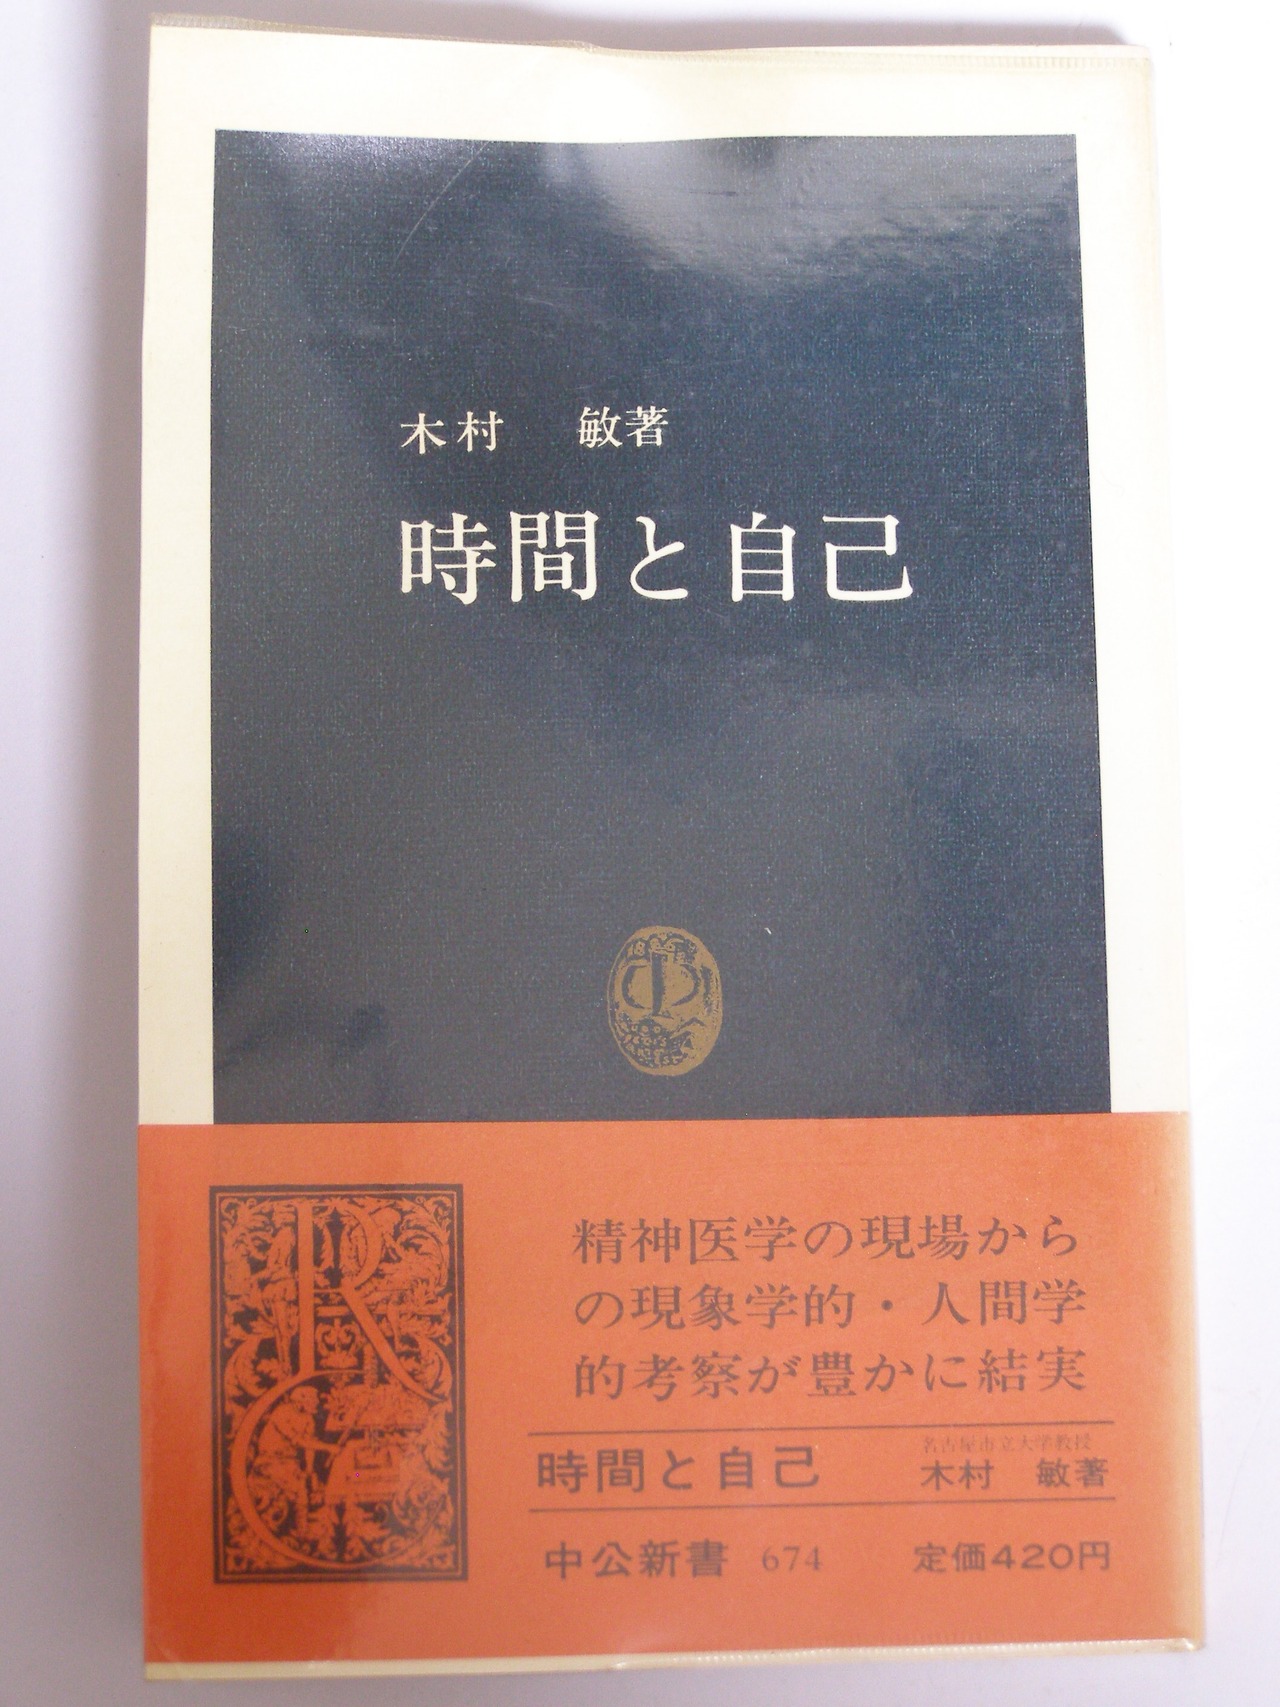 木村 敏著
時間と自己
精神医学の現場から
の現象学的・人間学
的考察が豊かに結実
時間と自己
名古屋市立大学教授
木村 敏著
中公新書 674
定価420円